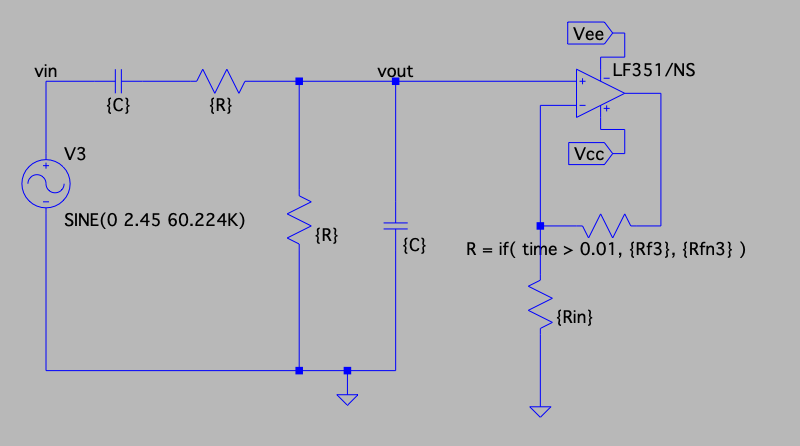 Vee
vin
vout
LF351/NS
{C}
{R}
V3
Vcc
SINE(0 2.45 60.224K)
{R}
{C}
R = if( time > 0.01, {Rf3}, {Rfn3} )
{Rin}